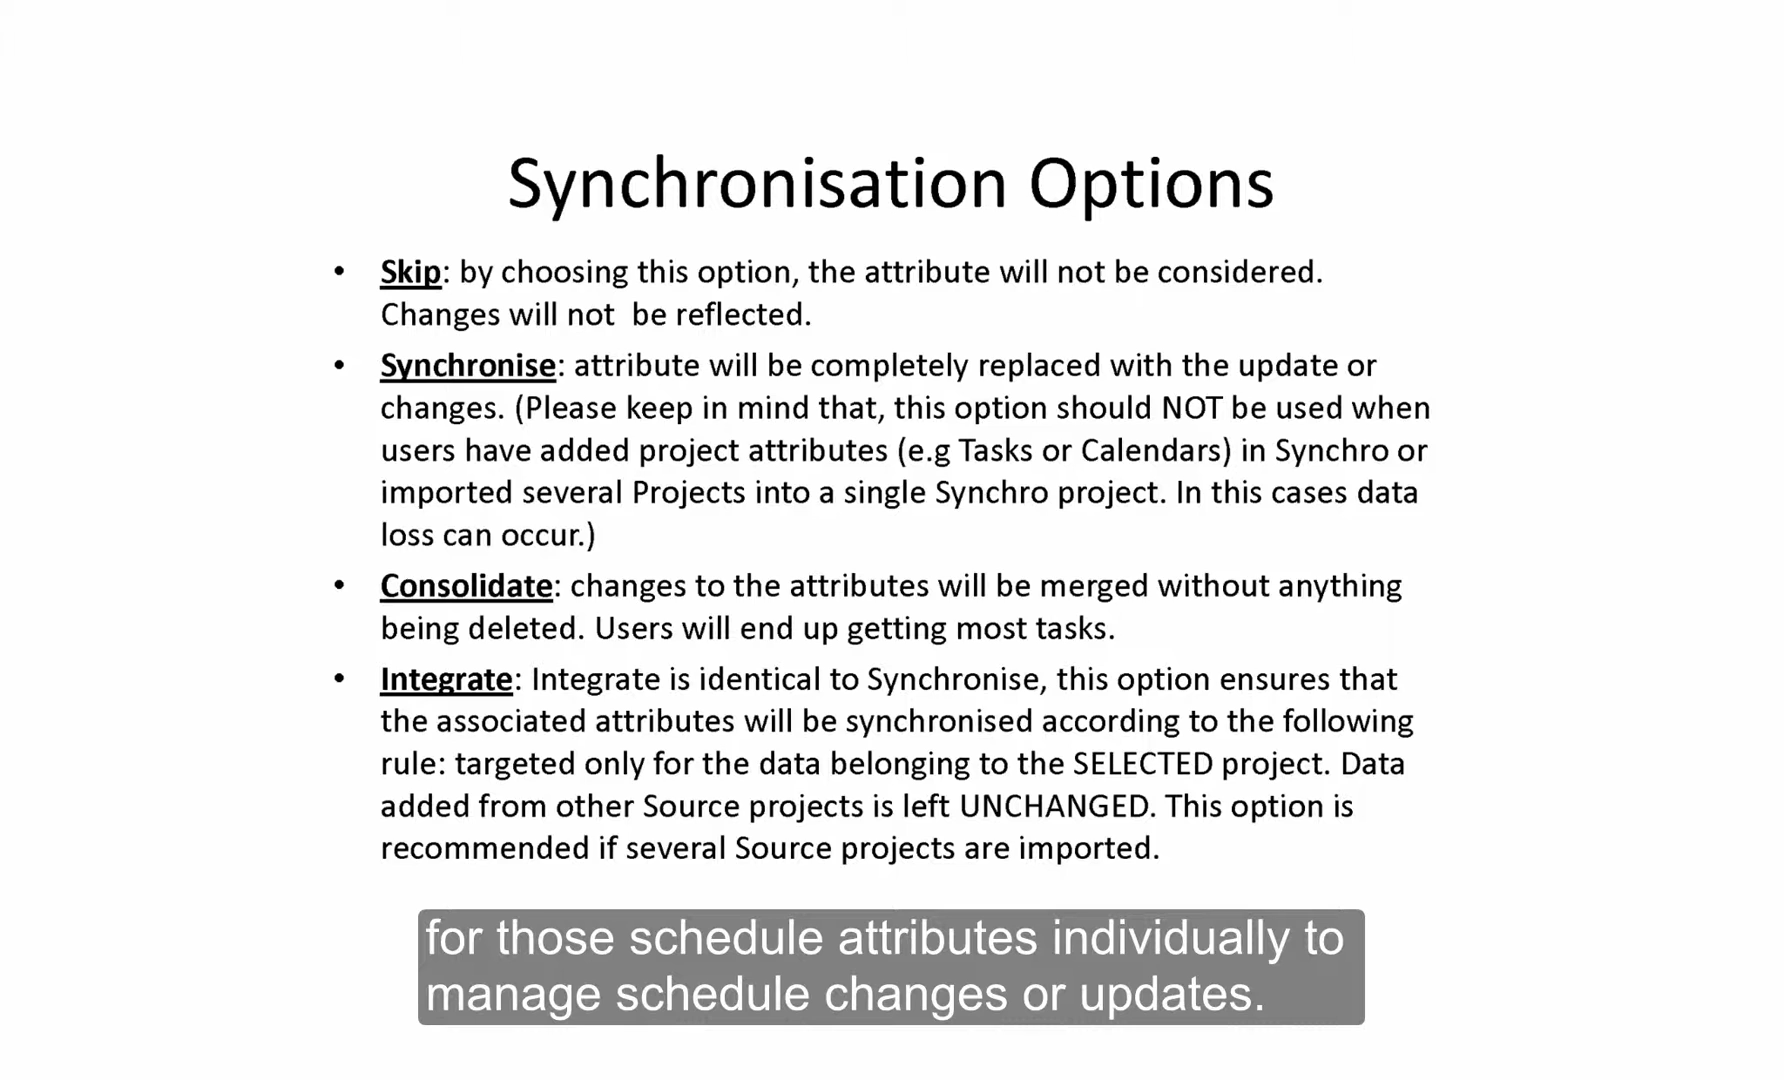 Synchronisation Options
• Skip: by choosing this option, the attribute will not be considered.
Changes will not be reflected.
• Synchronise: attribute will be completely replaced with the update or
changes. (Please keep in mind that, this option should NOT be used when
users have added project attributes (e.g Tasks or Calendars) in Synchro or
imported several Projects into a single Synchro project. In this cases data
loss can occur.)
• Consolidate: changes to the attributes will be merged without anything
being deleted. Users will end up getting most tasks.
• Integrate: Integrate is identical to Synchronise, this option ensures that
the associated attributes will be synchronised according to the following
rule: targeted only for the data belonging to the SELECTED project. Data
added from other Source projects is left UNCHANGED. This option is
recommended if several Source projects are imported.
for those schedule attributes individually to
manage schedule changes or updates.